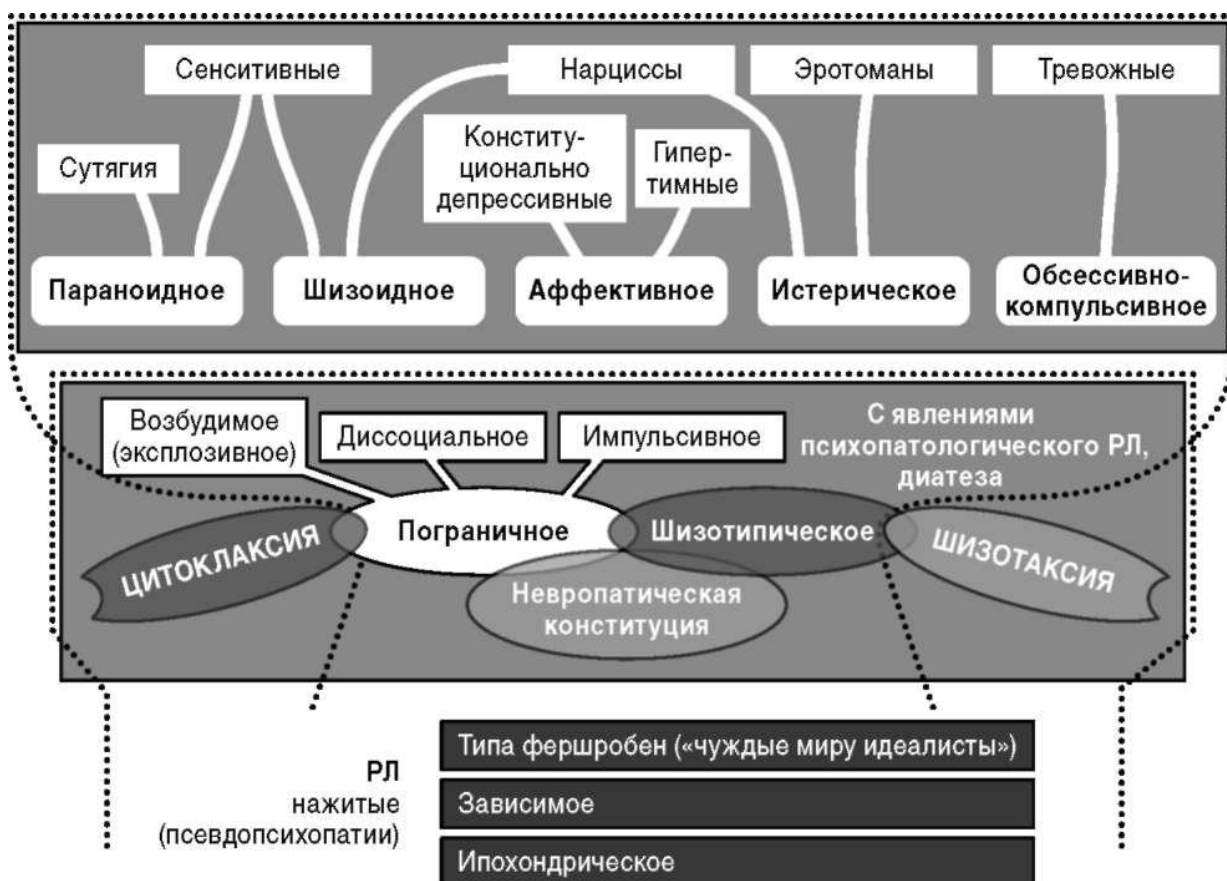 Сенситивные
Нарциссы
Эротоманы
Тревожные
Сутягия
Конститу-
ционально
депрессивные
Гипер-
тимные
Параноидное
Шизоидное
Аффективное
Истерическое
Обсессивно-
компульсивное
Возбудимое
(эксплозивное)
Диссоциальное
Импульсивное
С явлениями
психопатологического РЛ,
диатеза
ЦИТОКЛАКСИЯ
Пограничное
Шизотипическое
ШИЗОТАКСИЯ
Невропатическая
конституция
РЛ
нажитые
(псевдопсихопатии)
Типа фершробен («чуждые миру идеалисты»)
Зависимое
Ипохондрическое